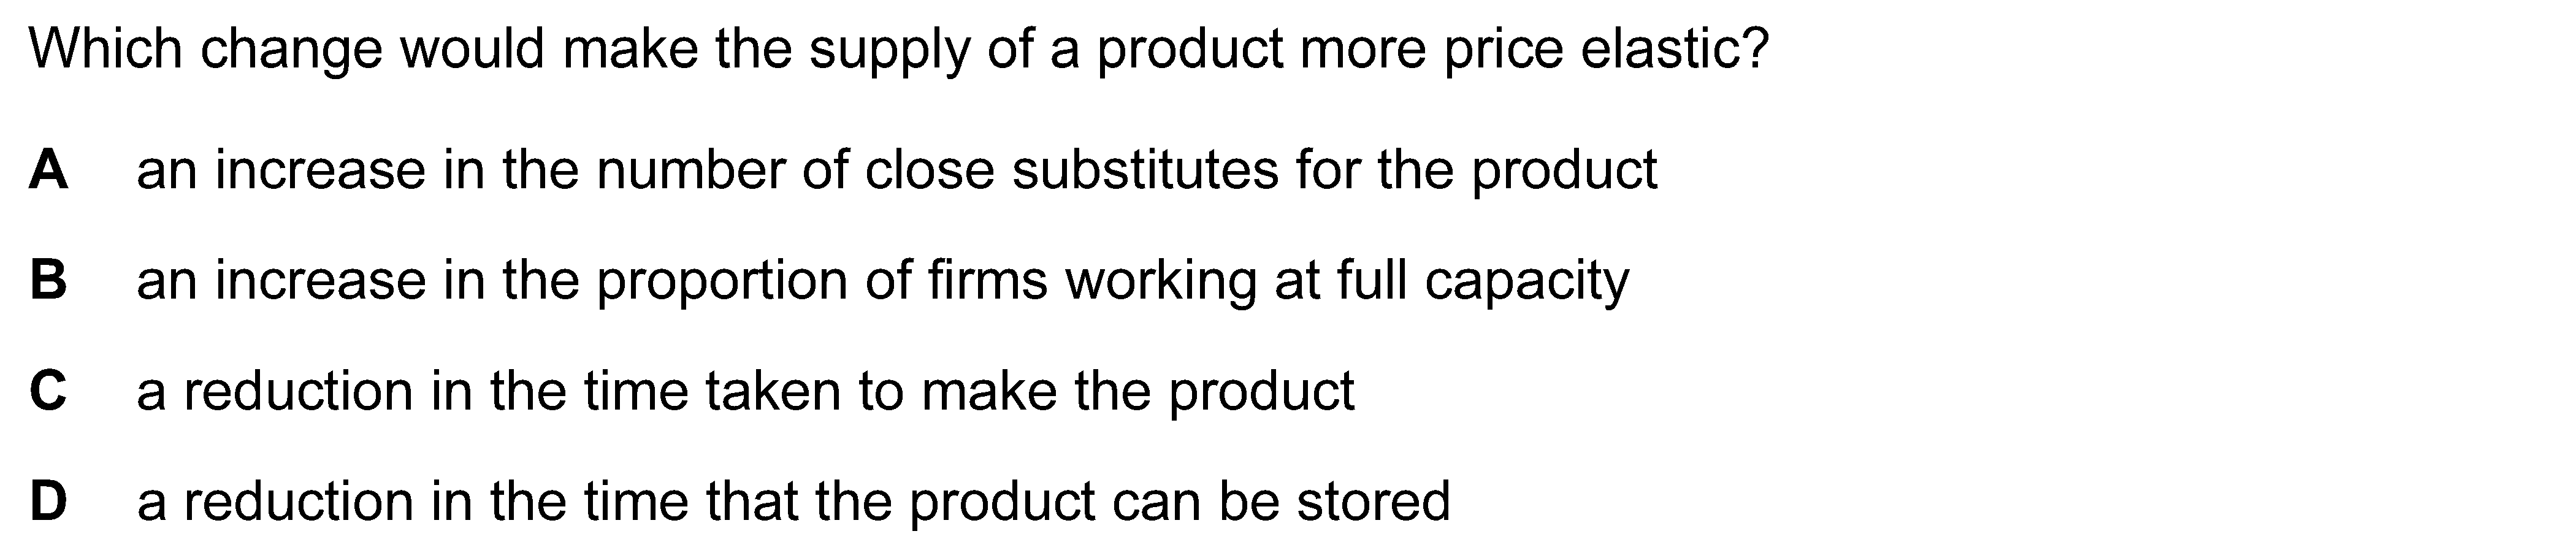 Which change would make the supply of a product more price elastic?
A an increase in the number of close substitutes for the product
B an increase in the proportion of firms working at full capacity
C a reduction in the time taken to make the product
D a reduction in the time that the product can be stored